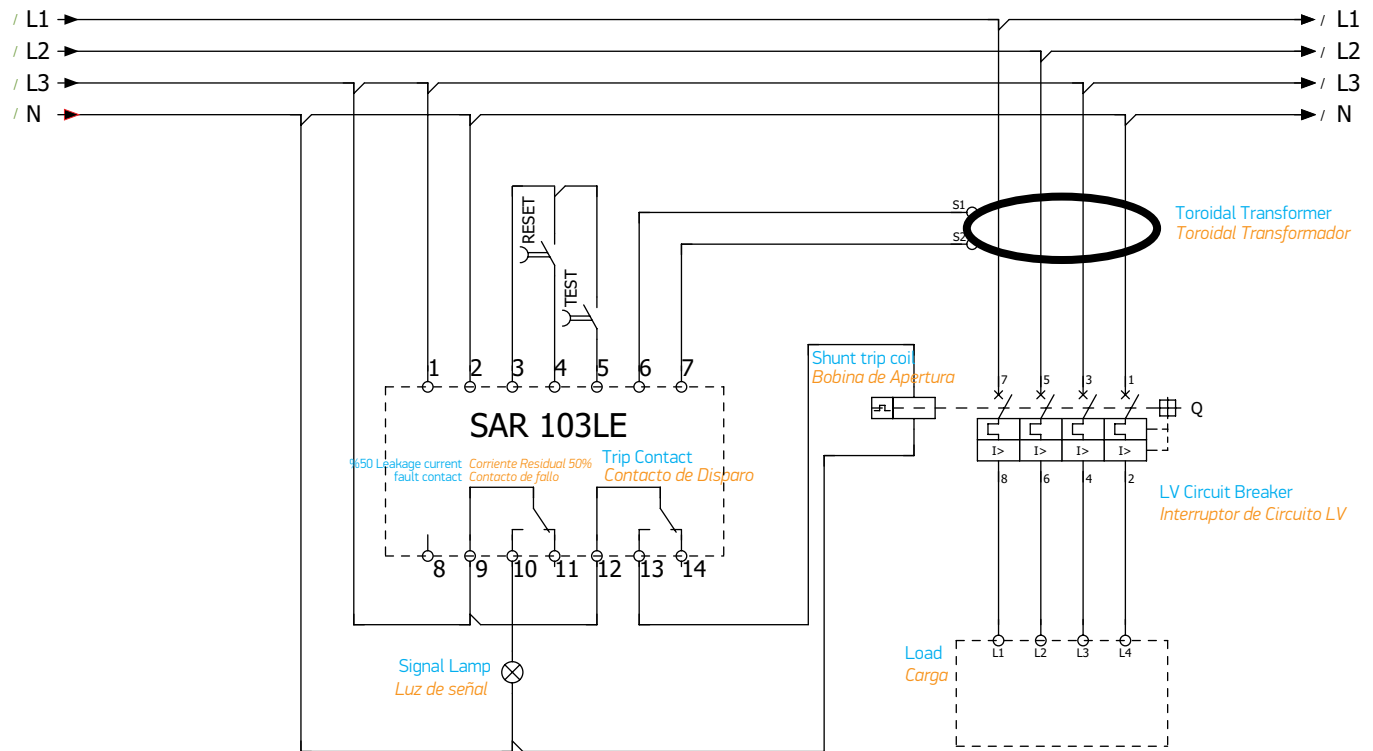 / L1
/ L1
/ L2
/ L2
/ L3
/ L3
/ N
/ N
S1
S2
Toroidal Transformer
Toroidal Transformador
RESET
TEST
1 2 3 4 5 6 7
SAR 103LE
%50 Leakage current
fault contact
Corriente Residual 50%
Contacto de fallo
Trip Contact
Contacto de Disparo
8 9 10 11 12 13 14
Shunt trip coil
Bobina de Apertura
7 5 3 1
Q
I> I> I> I>
8 6 4 2
LV Circuit Breaker
Interruptor de Circuito LV
Signal Lamp
Luz de señal
Load
Carga
L1 L2 L3 L4